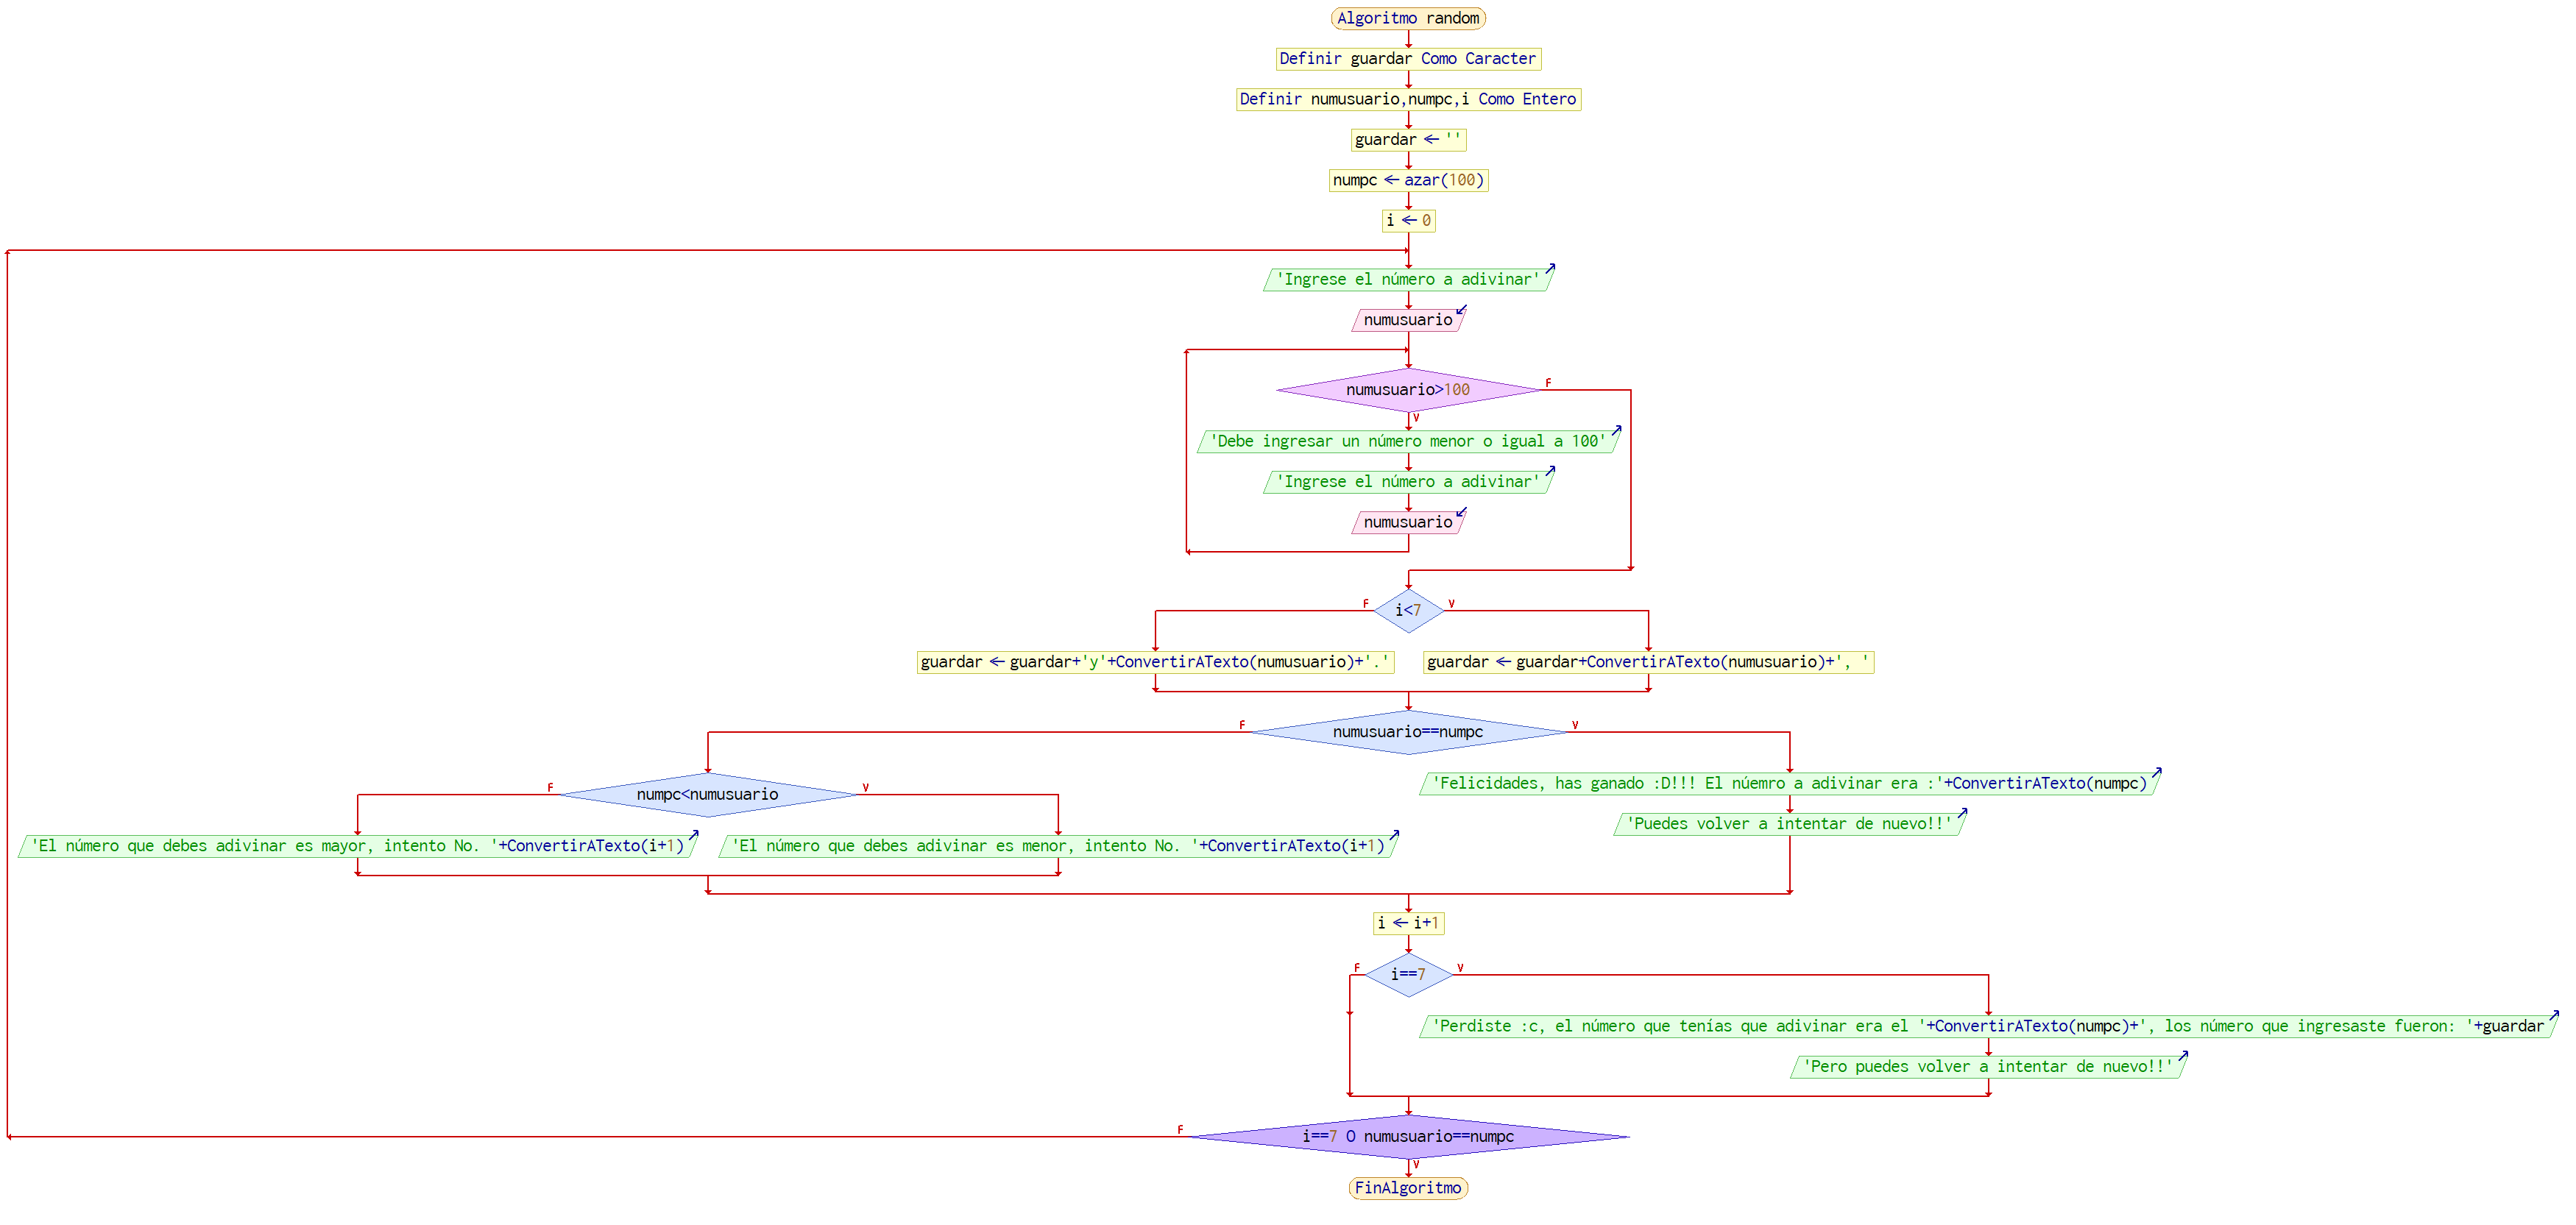 Algoritmo random
Definir guardar Como Caracter
Definir numusuario,numpc,i Como Entero
guardar ← ''
numpc ← azar(100)
i ← 0
'Ingrese el número a adivinar'
numusuario
numusuario>100
F
V
'Debe ingresar un número menor o igual a 100'
'Ingrese el número a adivinar'
numusuario
F
i<7
V
guardar ← guardar+'y'+ConvertirATexto(numusuario)+'.'
guardar ← guardar+ConvertirATexto(numusuario)+', '
F
numusuario==numpc
V
F
numpc<numusuario
V
'Felicidades, has ganado :D!!! El núemro a adivinar era :'+ConvertirATexto(numpc)
'Puedes volver a intentar de nuevo!!'
'El número que debes adivinar es mayor, intento No. '+ConvertirATexto(i+1)
'El número que debes adivinar es menor, intento No. '+ConvertirATexto(i+1)
i ← i+1
F
i==7
V
'Perdiste :c, el número que tenías que adivinar era el '+ConvertirATexto(numpc)+', los número que ingresaste fueron: '+guardar
'Pero puedes volver a intentar de nuevo!!'
F
i==7 O numusuario==numpc
V
FinAlgoritmo